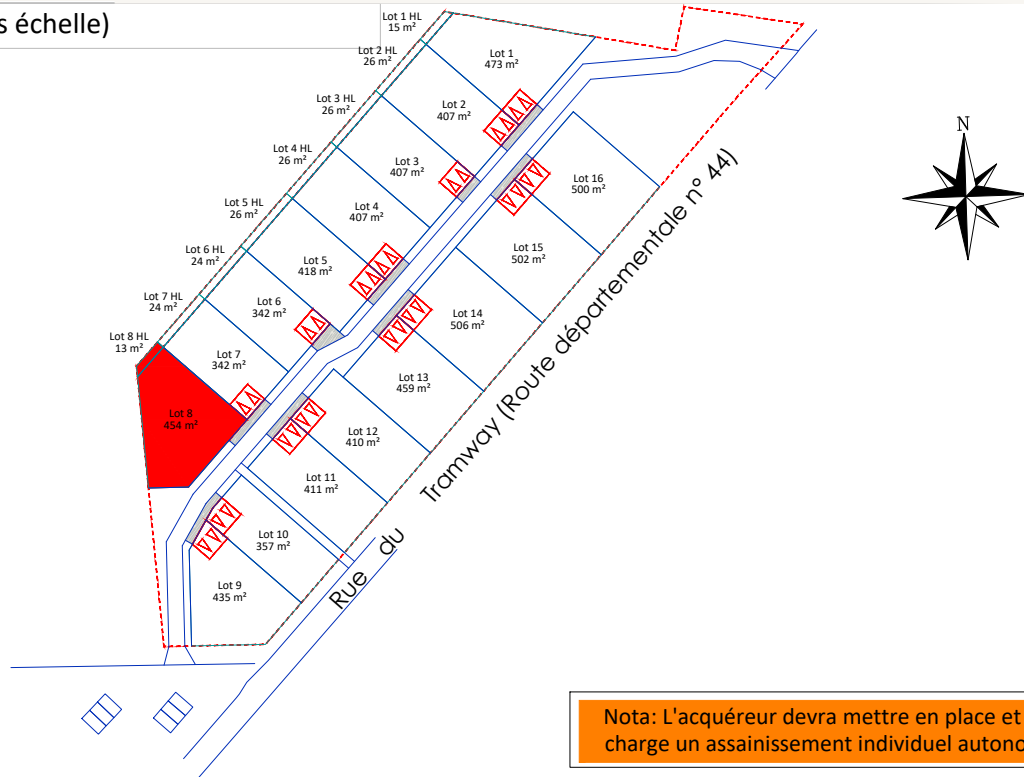 s échelle)
Lot 1 HL
15 m²
Lot 2 HL
26 m²
Lot 3 HL
26 m²
Lot 4 HL
26 m²
Lot 5 HL
26 m²
Lot 6 HL
24 m²
Lot 7 HL
24 m²
Lot 8 HL
13 m²
Lot 1
473 m²
Lot 2
407 m²
Lot 3
407 m²
Lot 4
407 m²
Lot 5
418 m²
Lot 6
342 m²
Lot 7
342 m²
Lot 8
454 m²
Lot 16
500 m²
Lot 15
502 m²
Lot 14
506 m²
Lot 13
459 m²
Lot 12
410 m²
Lot 11
411 m²
Lot 10
357 m²
Lot 9
435 m²
Rue du Tramway (Route départementale n° 44)
N
Nota: L'acquéreur devra mettre en place et
charge un assainissement individuel autono